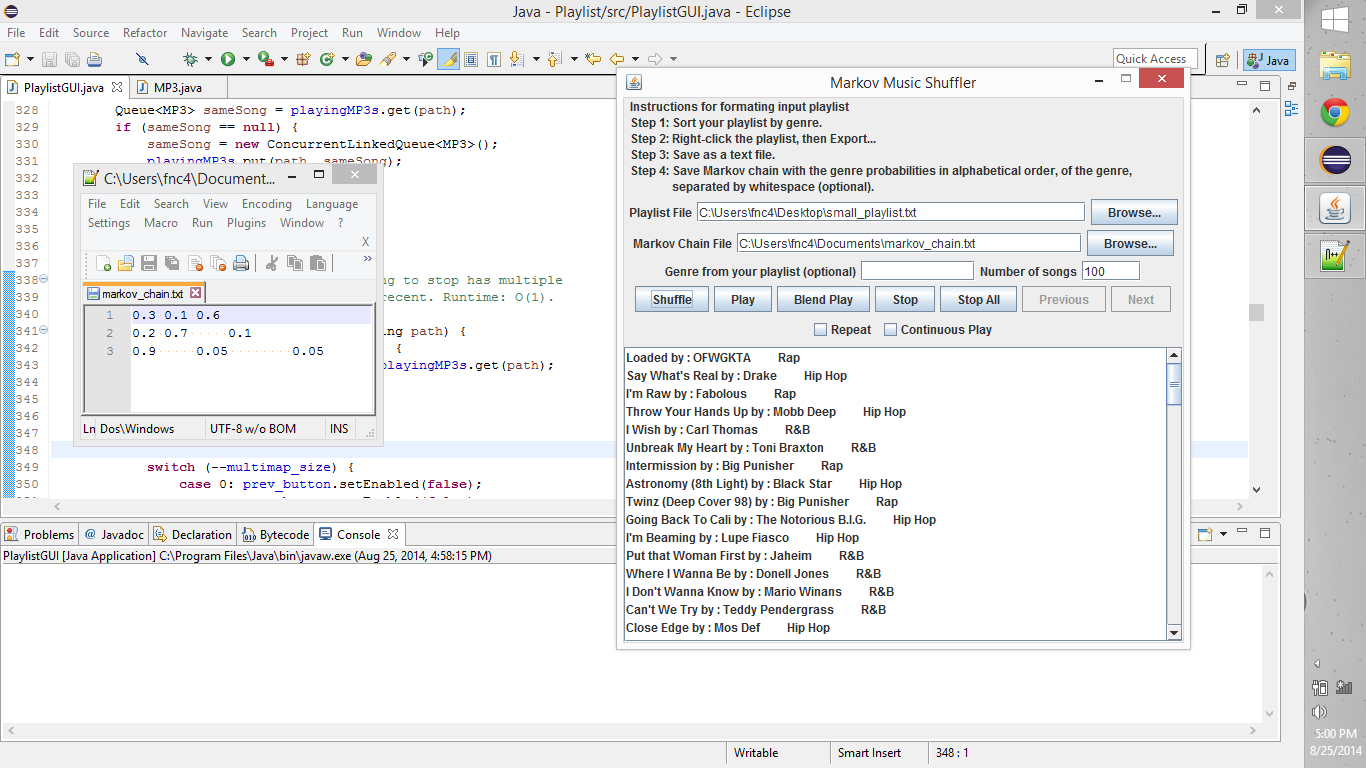 Java - Playlist/src/PlaylistGUI.java - Eclipse
File Edit Source Refactor Navigate Search Project Run Window Help
Quick Access
Java
PlaylistGUI.java
MP3.java
328 Queue<MP3> sameSong = playingMP3s.get(path);
329 if (sameSong == null) {
330 sameSong = new ConcurrentLinkedQueue<MP3>();
331 playingMP3s.put(path, sameSong);
332
333
334
335
336
337
338 ng to stop has multiple
339 recent. Runtime: O(1).
340
341 ng path) {
342 {
343 playingMP3s.get(path);
344
345
346
347
348
349 switch (--multimap_size) {
350 case 0: prev_button.setEnabled(false);
C:\Users\fnc4\Document...
File Edit Search View Encoding Language
Settings Macro Run Plugins Window ?
X
markov_chain.txt
1 0.3 0.1 0.6
2 0.2 0.7 0.1
3 0.9 0.05 0.05
Ln Dos\Windows UTF-8 w/o BOM INS
Problems @ Javadoc Declaration Bytecode Console
PlaylistGUI [Java Application] C:\Program Files\Java\bin\javaw.exe (Aug 25, 2014, 4:58:15 PM)
Writable Smart Insert 348 : 1
Markov Music Shuffler
Instructions for formating input playlist
Step 1: Sort your playlist by genre.
Step 2: Right-click the playlist, then Export...
Step 3: Save as a text file.
Step 4: Save Markov chain with the genre probabilities in alphabetical order, of the genre,
separated by whitespace (optional).
Playlist File C:\Users\fnc4\Desktop\small_playlist.txt Browse...
Markov Chain File C:\Users\fnc4\Documents\markov_chain.txt Browse...
Genre from your playlist (optional) Number of songs 100
Shuffle Play Blend Play Stop Stop All Previous Next
Repeat Continuous Play
Loaded by : OFWGKTA Rap
Say What's Real by : Drake Hip Hop
I'm Raw by : Fabolous Rap
Throw Your Hands Up by : Mobb Deep Hip Hop
I Wish by : Carl Thomas R&B
Unbreak My Heart by : Toni Braxton R&B
Intermission by : Big Punisher Rap
Astronomy (8th Light) by : Black Star Hip Hop
Twinz (Deep Cover 98) by : Big Punisher Rap
Going Back To Cali by : The Notorious B.I.G. Hip Hop
I'm Beaming by : Lupe Fiasco Hip Hop
Put that Woman First by : Jaheim R&B
Where I Wanna Be by : Donell Jones R&B
I Don't Wanna Know by : Mario Winans R&B
Can't We Try by : Teddy Pendergrass R&B
Close Edge by : Mos Def Hip Hop
5:00 PM
8/25/2014